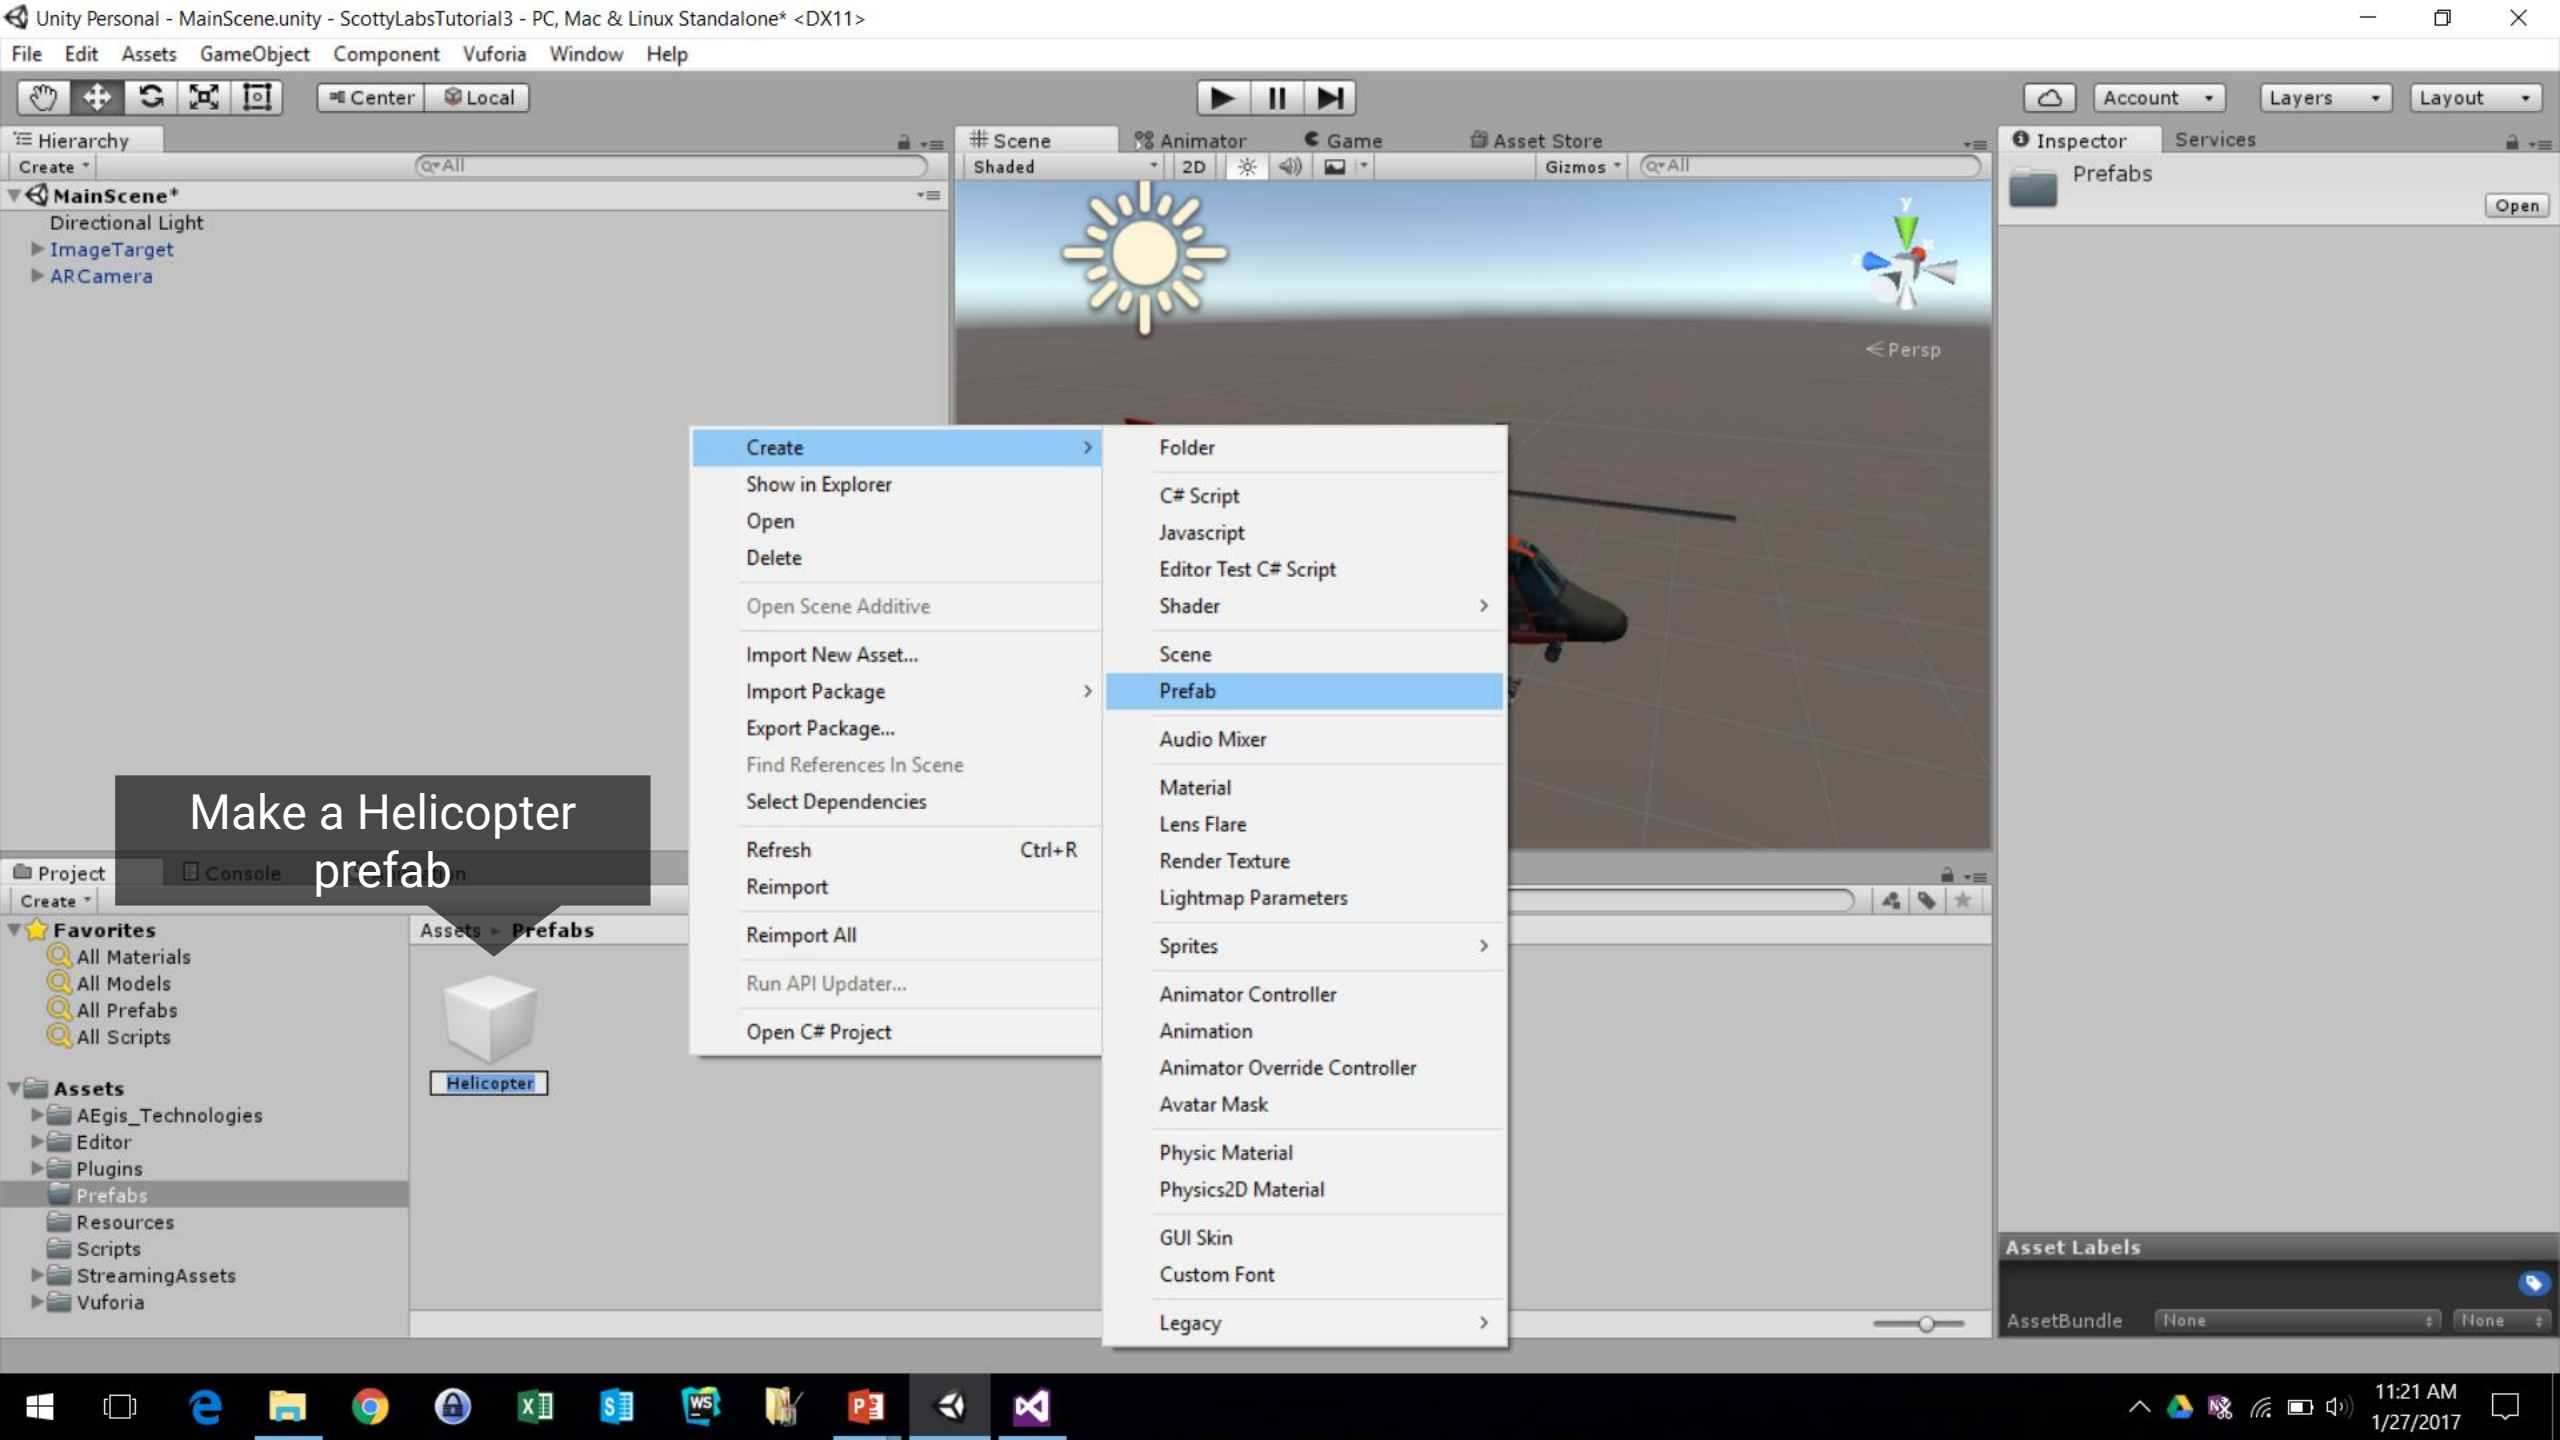 Unity Personal - MainScene.unity - ScottyLabsTutorial3 - PC, Mac & Linux Standalone* <DX11>
File Edit Assets GameObject Component Vuforia Window Help
Center Local
Account Layers Layout
Hierarchy
Scene Animator Game Asset Store
Inspector Services
Create All
Shaded 2D Gizmos All
Prefabs
Open
MainScene*
Directional Light
ImageTarget
ARCamera
y
x
z
Persp
Create
Show in Explorer
Open
Delete
Open Scene Additive
Import New Asset...
Import Package
Export Package...
Find References In Scene
Select Dependencies
Refresh Ctrl+R
Reimport
Reimport All
Run API Updater...
Open C# Project
Folder
C# Script
Javascript
Editor Test C# Script
Shader
Scene
Prefab
Audio Mixer
Material
Lens Flare
Render Texture
Lightmap Parameters
Sprites
Animator Controller
Animation
Animator Override Controller
Avatar Mask
Physic Material
Physics2D Material
GUI Skin
Custom Font
Legacy
Make a Helicopter
prefab
Project Console
Create
Favorites
All Materials
All Models
All Prefabs
All Scripts
Assets
AEgis_Technologies
Editor
Plugins
Prefabs
Resources
Scripts
StreamingAssets
Vuforia
Assets Prefabs
Helicopter
Asset Labels
AssetBundle None None
11:21 AM
1/27/2017